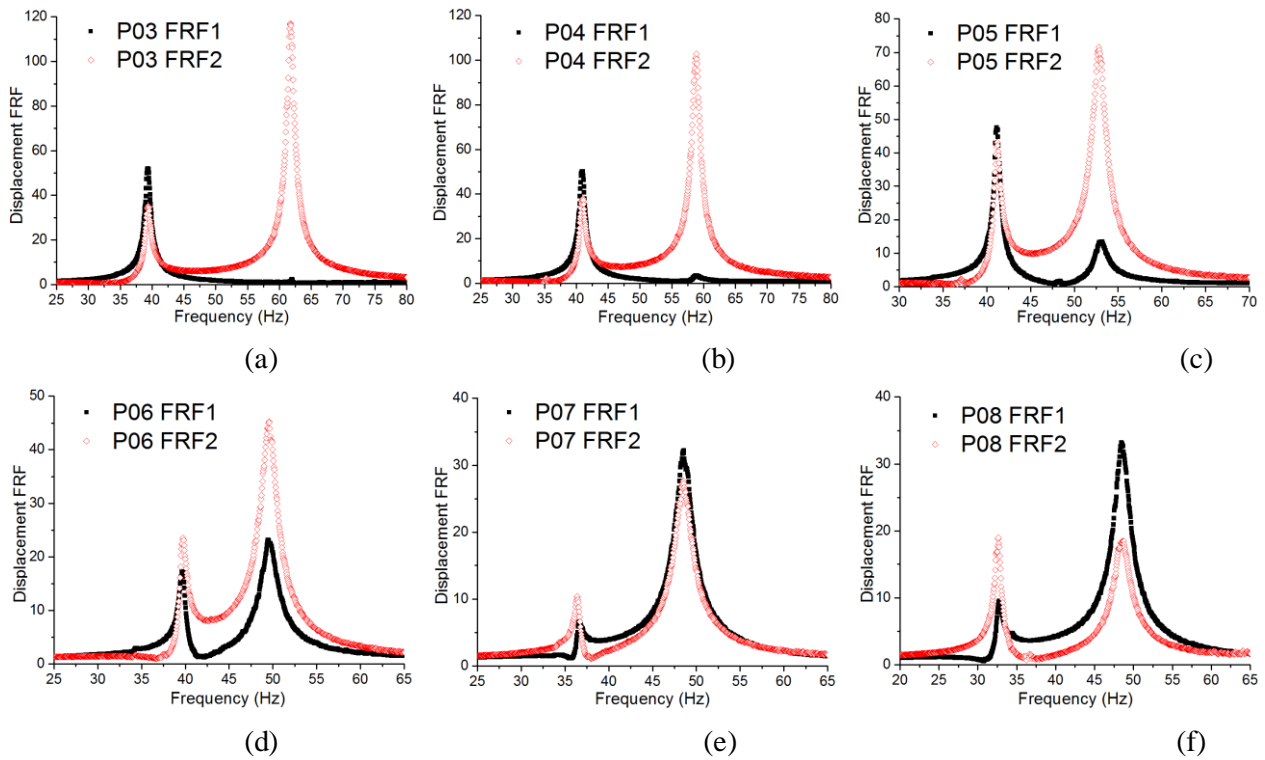 P03 FRF1
P03 FRF2
Displacement FRF
120
100
80
60
40
20
0
25 30 35 40 45 50 55 60 65 70 75 80
Frequency (Hz)
(a)
P04 FRF1
P04 FRF2
Displacement FRF
120
100
80
60
40
20
0
25 30 35 40 45 50 55 60 65 70 75 80
Frequency (Hz)
(b)
P05 FRF1
P05 FRF2
Displacement FRF
80
70
60
50
40
30
20
10
0
30 35 40 45 50 55 60 65 70
Frequency (Hz)
(c)
P06 FRF1
P06 FRF2
Displacement FRF
50
40
30
20
10
0
25 30 35 40 45 50 55 60 65
Frequency (Hz)
(d)
P07 FRF1
P07 FRF2
Displacement FRF
40
30
20
10
0
25 30 35 40 45 50 55 60 65
Frequency (Hz)
(e)
P08 FRF1
P08 FRF2
Displacement FRF
40
30
20
10
0
20 25 30 35 40 45 50 55 60 65
Frequency (Hz)
(f)